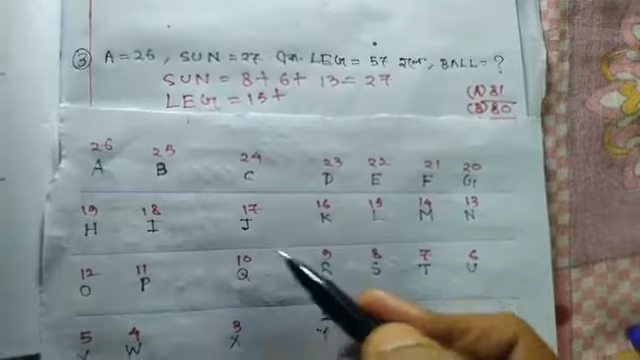 ③ A = 26, SUN = 27 এবং LEG = 57 হলে, BALL = ?
SUN = 8 + 6 + 13 = 27
LEG = 15 +
(A) 81
(B) 80
26 25 24 23 22 21 20
A B C D E F G
19 18 17 16 15 14 13
H I J K L M N
12 11 10 9 8 7 6
O P Q R S T U
5 4 3
V W X Y